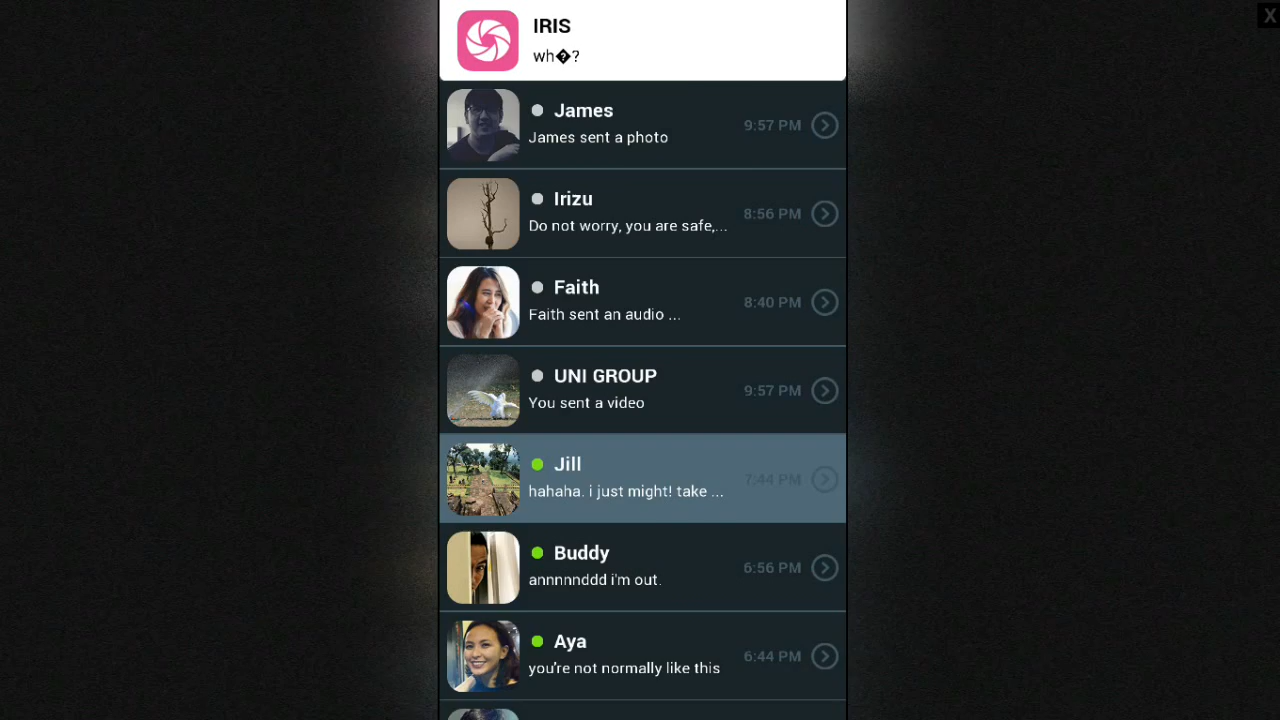 X
IRIS
wh�?
James
James sent a photo
9:57 PM
Irizu
Do not worry, you are safe,...
8:56 PM
Faith
Faith sent an audio ...
8:40 PM
UNI GROUP
You sent a video
9:57 PM
Jill
hahaha. i just might! take ...
7:44 PM
Buddy
annnnnddd i'm out.
6:56 PM
Aya
you're not normally like this
6:44 PM